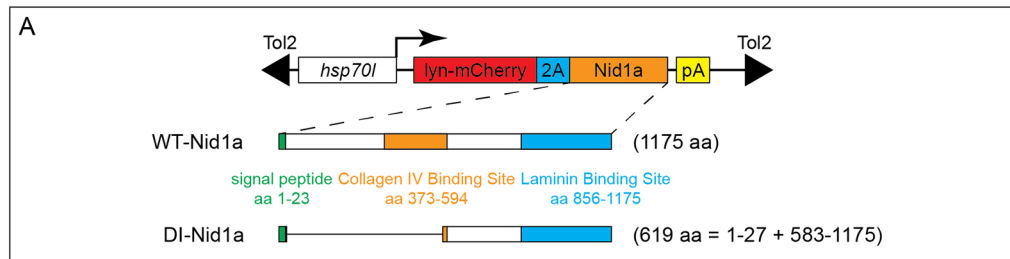 A
Tol2 Tol2
hsp70l lyn-mCherry 2A Nid1a pA
WT-Nid1a (1175 aa)
signal peptide Collagen IV Binding Site Laminin Binding Site
aa 1-23 aa 373-594 aa 856-1175
DI-Nid1a (619 aa = 1-27 + 583-1175)